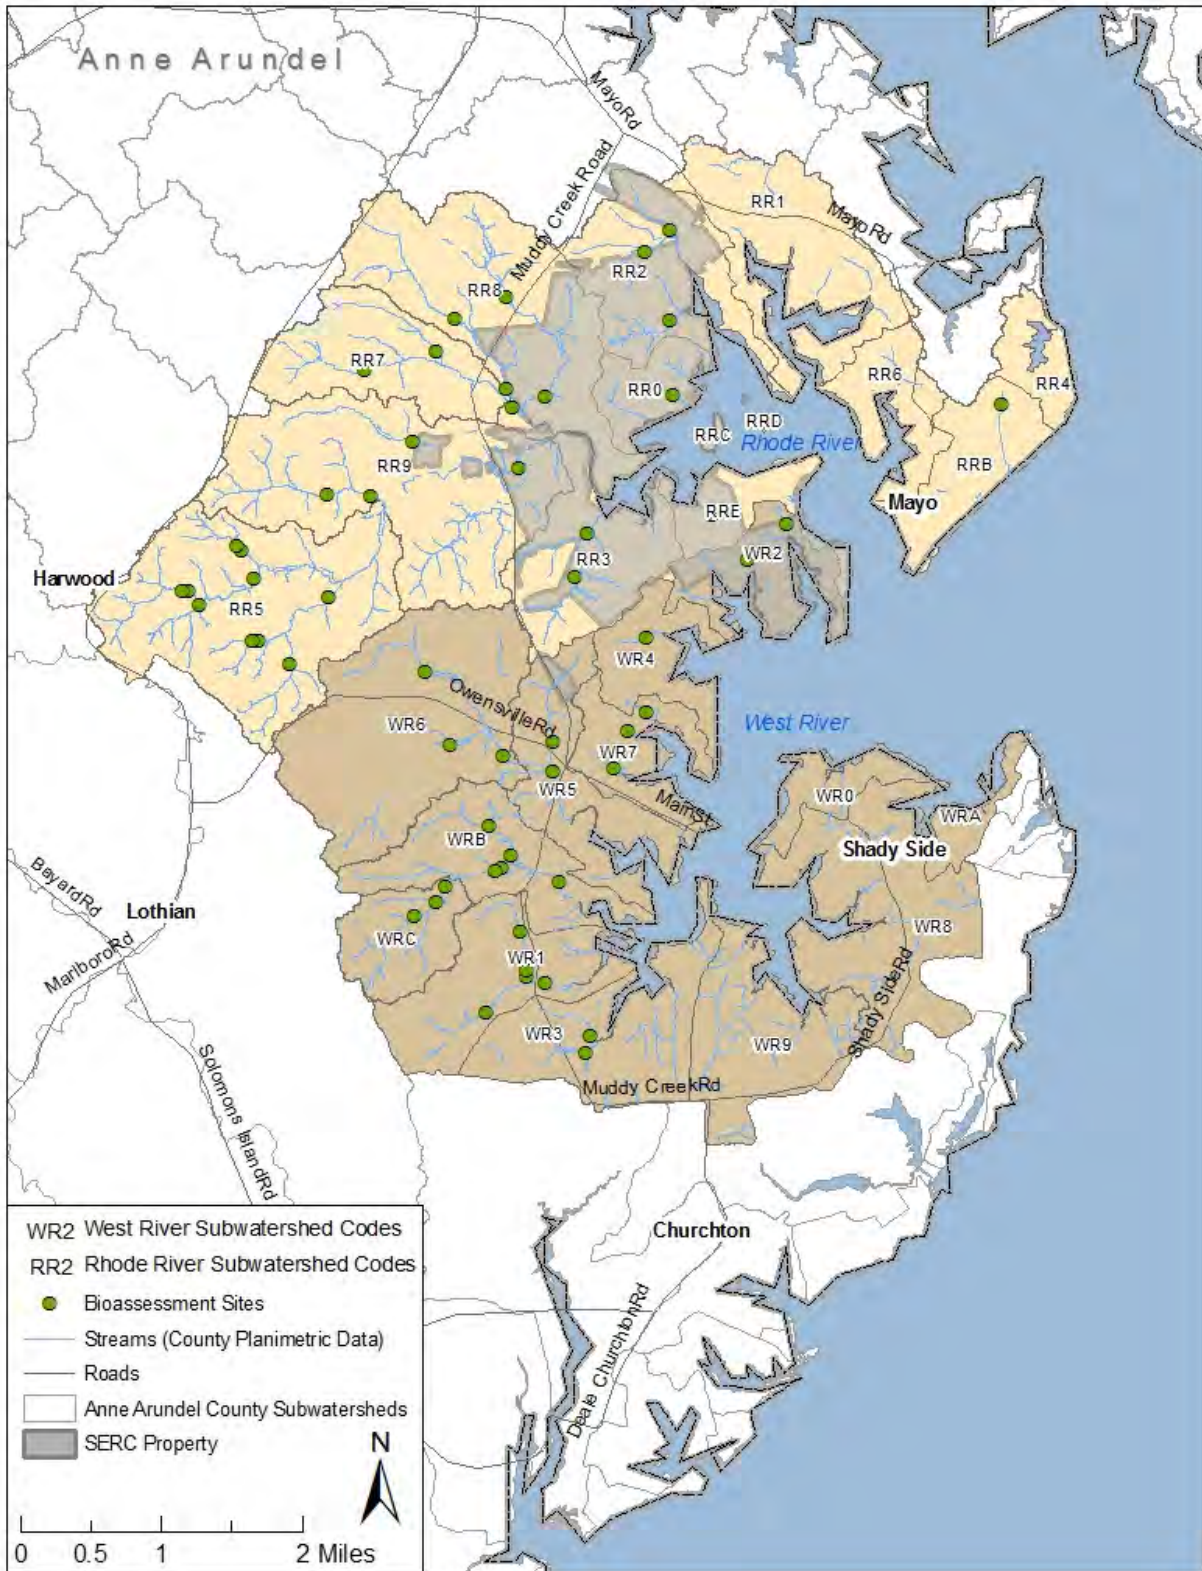 Anne Arundel
Mayo Rd
Muddy Creek Road
RR1
Mayo Rd
RR2
RR8
RR7
RR0
RR6
RR4
RRC
RRD
Rhode River
RR9
RRB
Mayo
RRE
WR2
RR3
Harwood
RR5
WR4
Owensville Rd
WR6
West River
WR7
WR5
Main St
WR0
WRA
Shady Side
WRB
Bayard Rd
Lothian
WRC
WR8
Marlboro Rd
WR1
Shady Side Rd
WR3
WR9
Solomons Island Rd
Muddy Creek Rd
Churchton
Deale Churchton Rd
WR2 West River Subwatershed Codes
RR2 Rhode River Subwatershed Codes
Bioassessment Sites
Streams (County Planimetric Data)
Roads
Anne Arundel County Subwatersheds
SERC Property
N
0 0.5 1 2 Miles